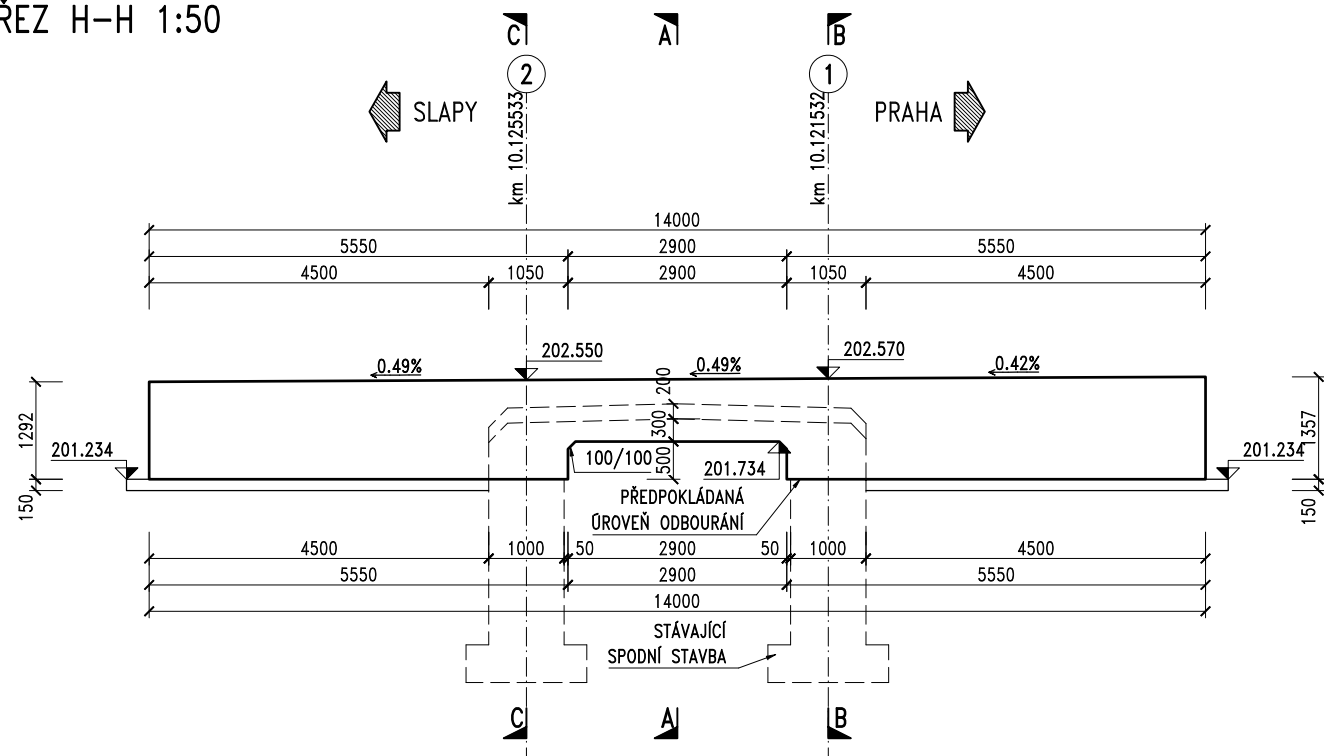 ŘEZ H-H 1:50
C A B
2 1
SLAPY PRAHA
km 10.125533
km 10.121532
14000
5550 2900 5550
4500 1050 2900 1050 4500
0.49% 202.550 0.49% 202.570 0.42%
1292 200 300 500 1357
201.234 100/100 201.734 201.234
150 150
PŘEDPOKLÁDANÁ
ÚROVEŇ ODBOURÁNÍ
4500 1000 50 2900 50 1000 4500
5550 2900 5550
14000
STÁVAJÍCÍ
SPODNÍ STAVBA
C A B